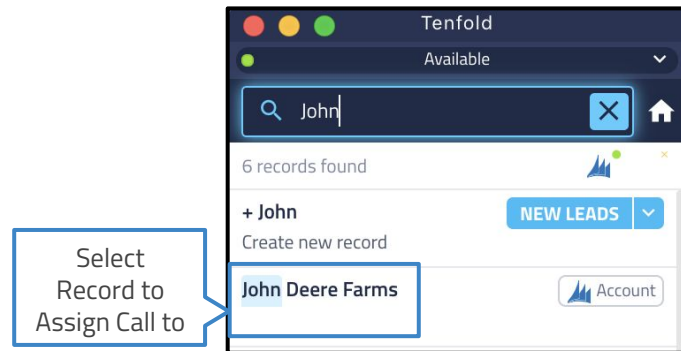 Tenfold
Available
John
6 records found
+ John
NEW LEADS
Create new record
Select
Record to
Assign Call to
John Deere Farms
Account